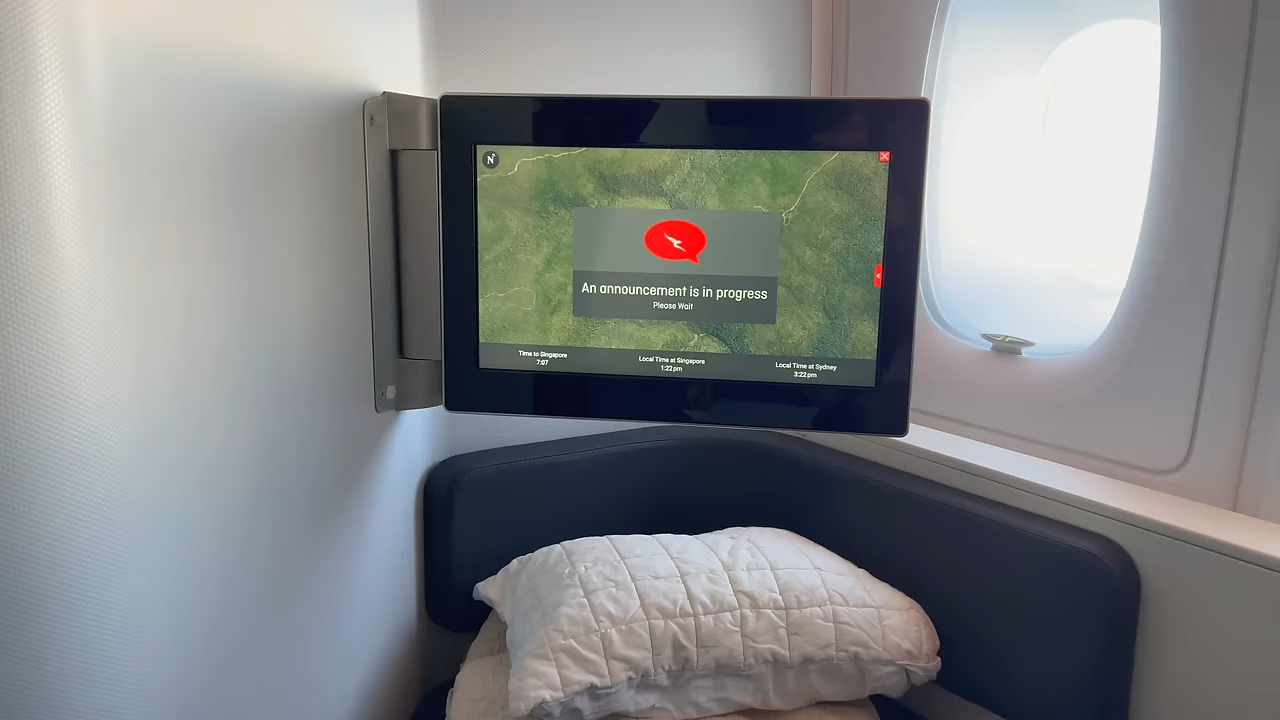 N
An announcement is in progress
Please Wait
Time to Singapore
7:07
Local Time at Singapore
1:22 pm
Local Time at Sydney
3:22 pm